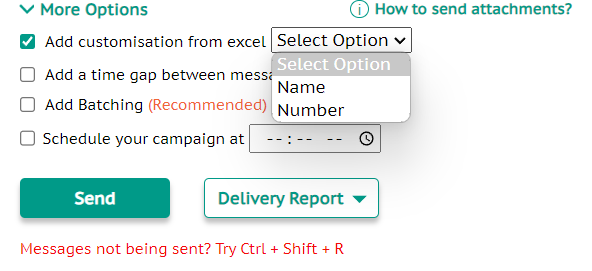 More Options
How to send attachments?
Add customisation from excel Select Option
Select Option
Add a time gap between
Name
Add Batching (Recommended)
Number
Schedule your campaign at --:-- --
Send Delivery Report
Messages not being sent? Try Ctrl + Shift + R